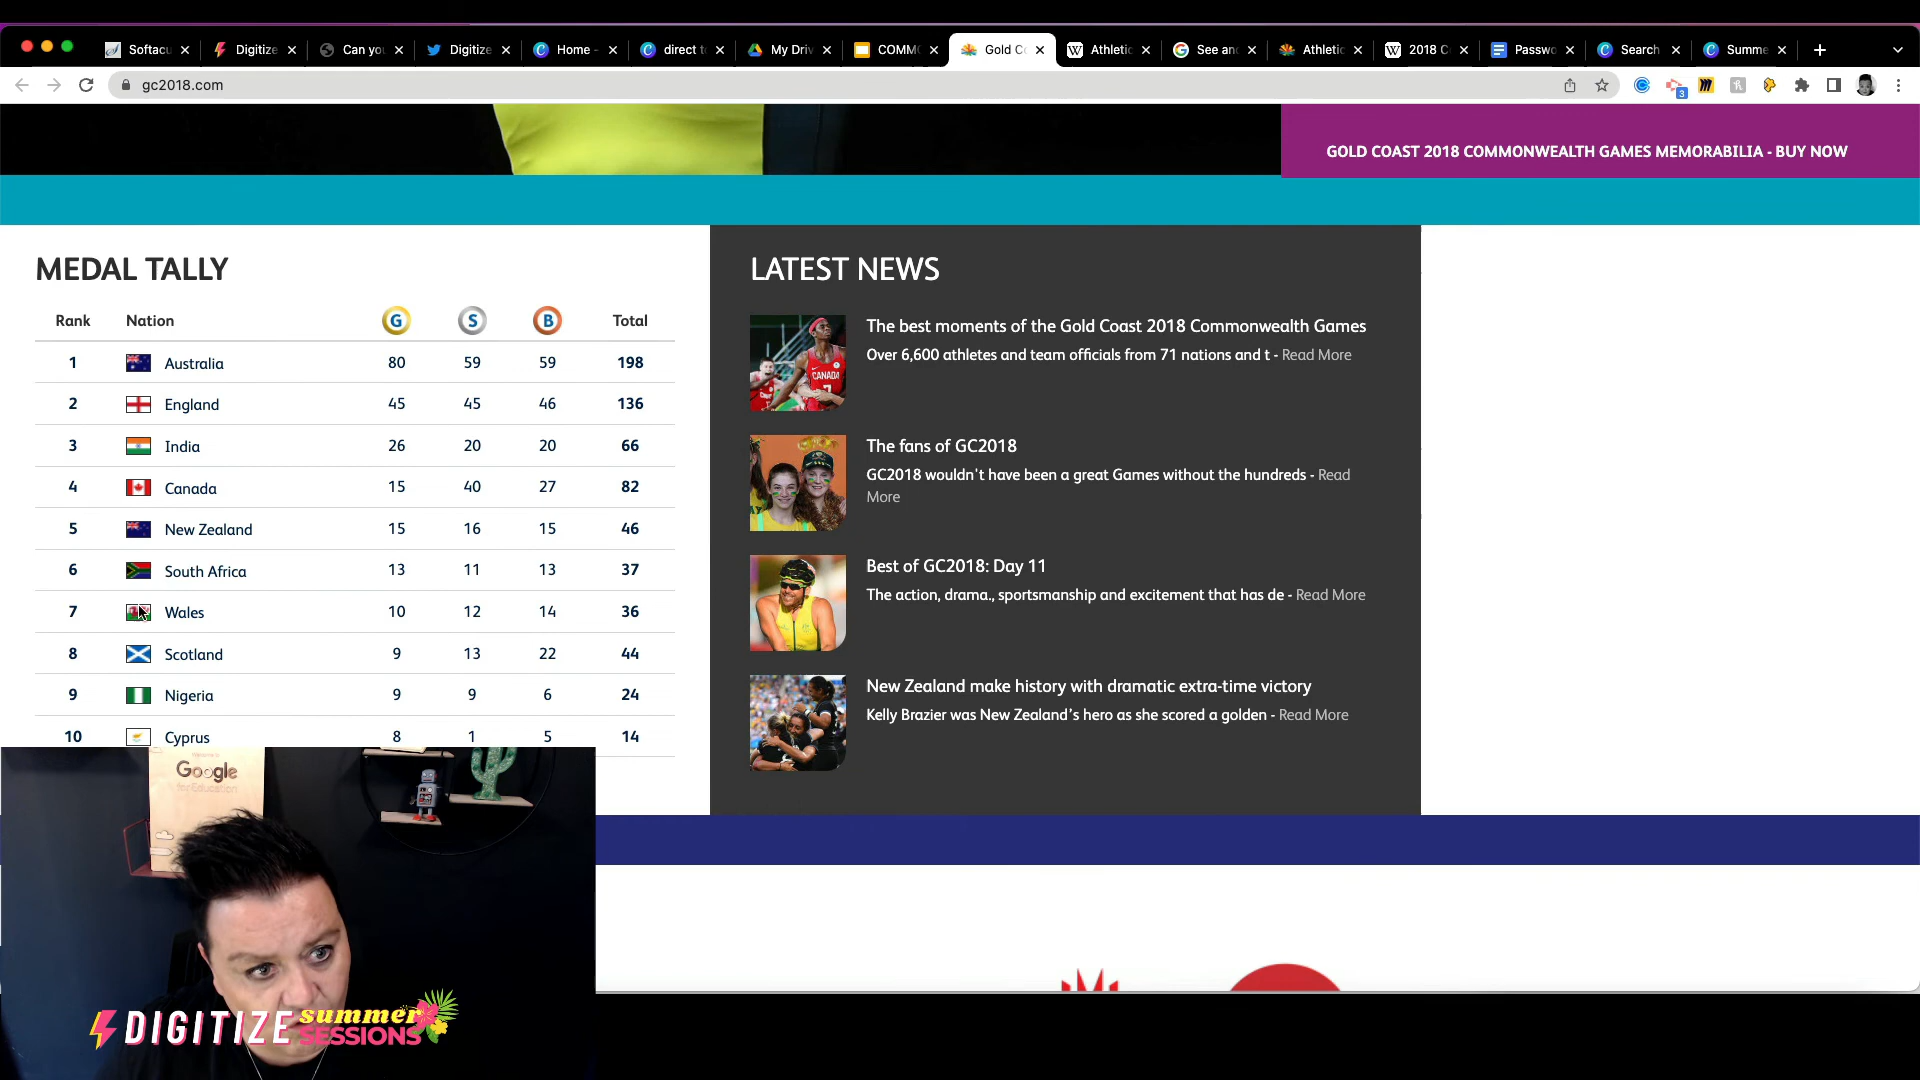 Softacu
Digitize
Can you
Digitize
Home -
direct t
My Driv
COMMO
Gold Co
Athletic
See and
Athletic
2018 C
Passwo
Search
Summe
gc2018.com
3
GOLD COAST 2018 COMMONWEALTH GAMES MEMORABILIA - BUY NOW
MEDAL TALLY
Rank Nation G S B Total
1 Australia 80 59 59 198
2 England 45 45 46 136
3 India 26 20 20 66
4 Canada 15 40 27 82
5 New Zealand 15 16 15 46
6 South Africa 13 11 13 37
7 Wales 10 12 14 36
8 Scotland 9 13 22 44
9 Nigeria 9 9 6 24
10 Cyprus 8 1 5 14
LATEST NEWS
The best moments of the Gold Coast 2018 Commonwealth Games
Over 6,600 athletes and team officials from 71 nations and t - Read More
CANADA
7
The fans of GC2018
GC2018 wouldn't have been a great Games without the hundreds - Read
More
Best of GC2018: Day 11
The action, drama., sportsmanship and excitement that has de - Read More
New Zealand make history with dramatic extra-time victory
Kelly Brazier was New Zealand’s hero as she scored a golden - Read More
Google
for Education
DIGITIZE summer
SESSIONS